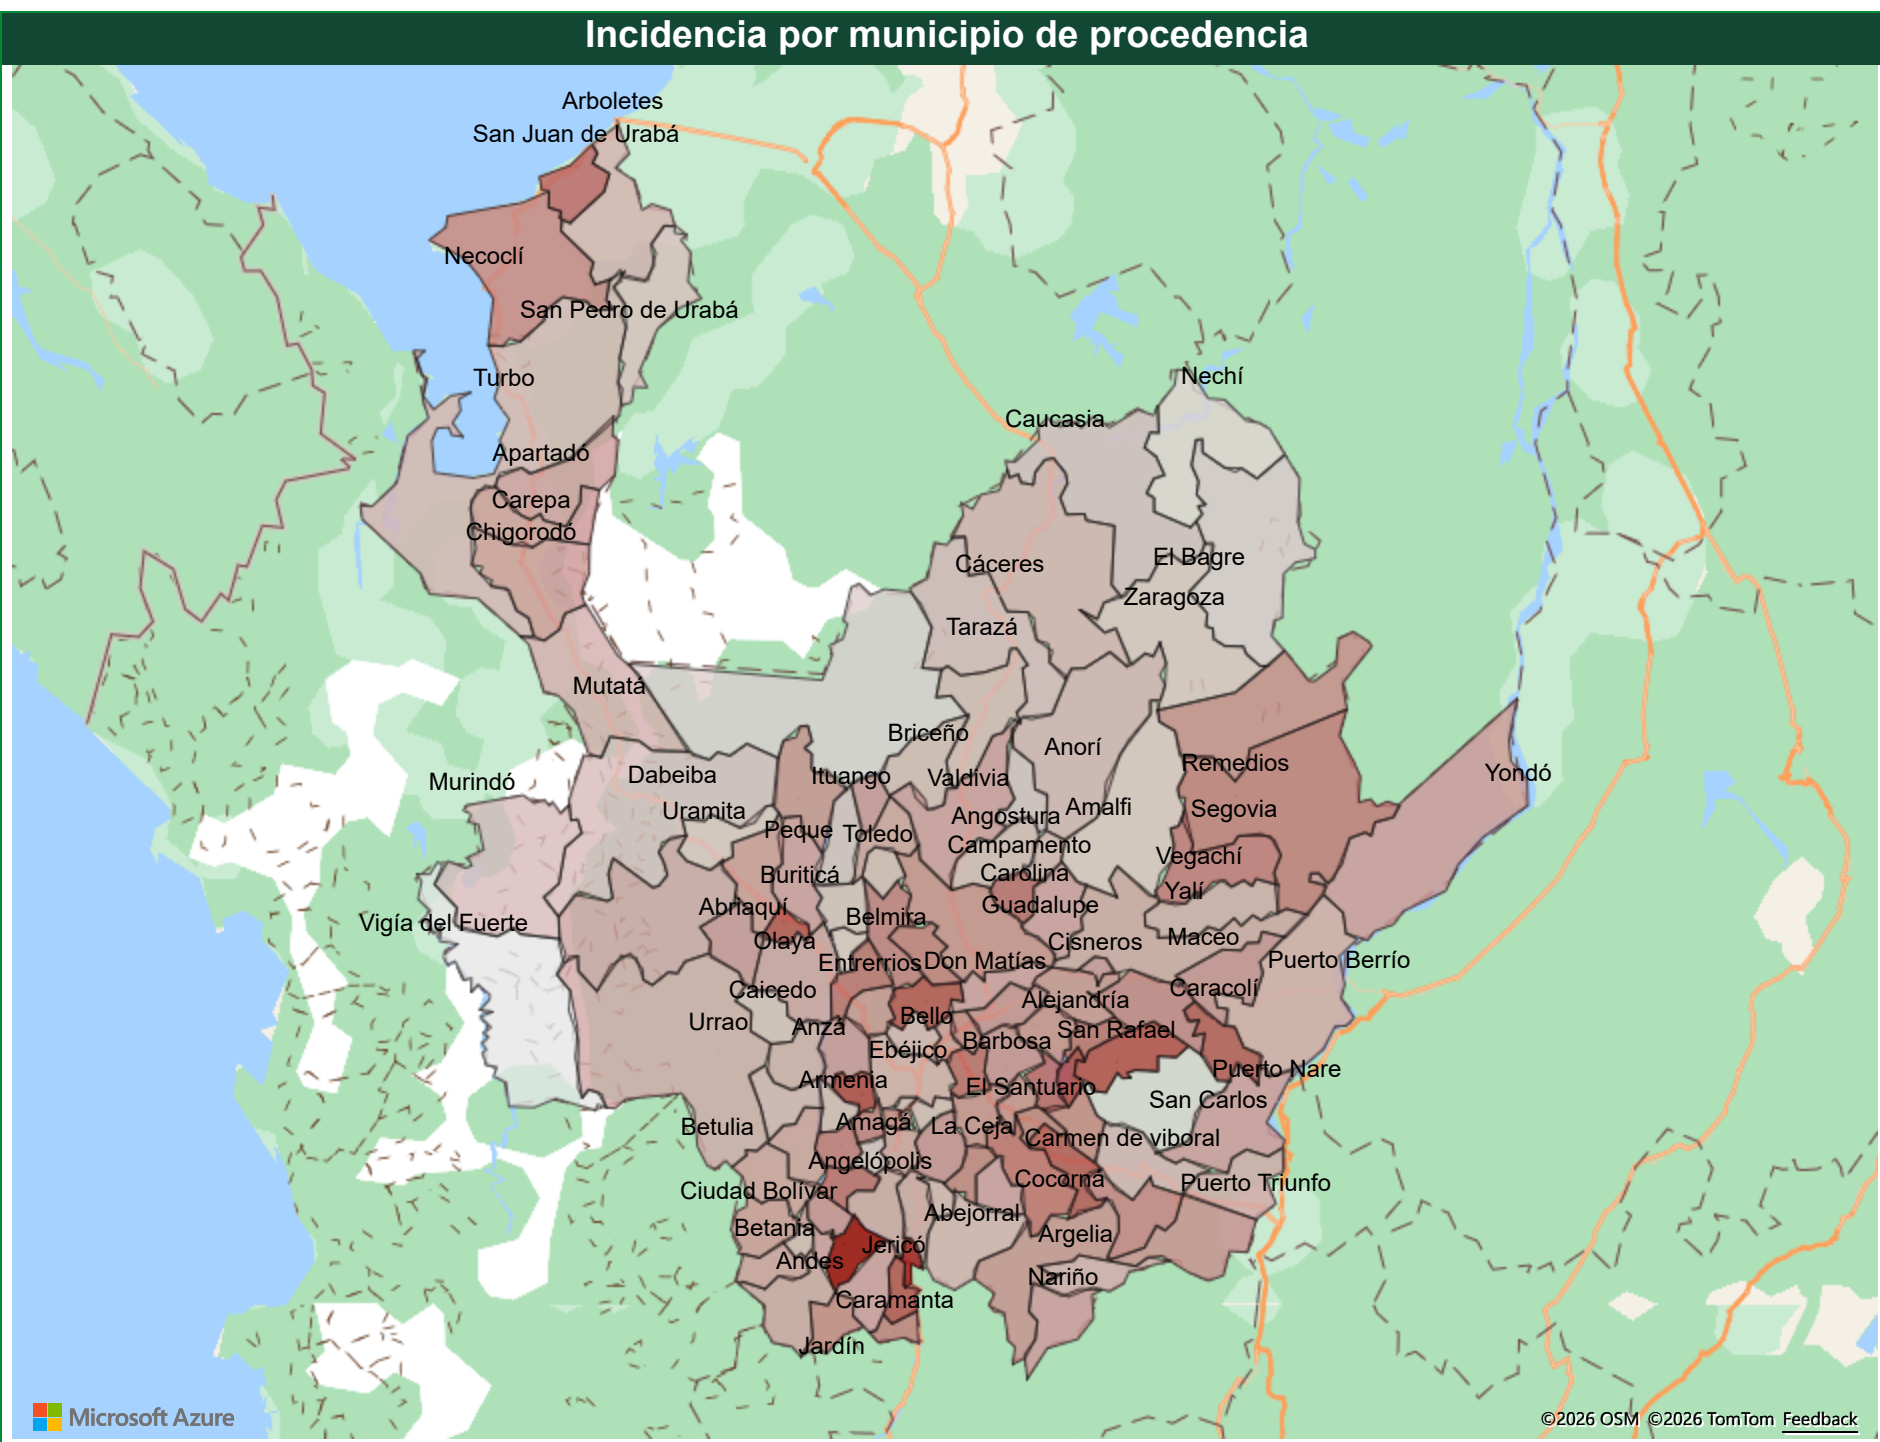 Incidencia por municipio de procedencia
Arboletes
San Juan de Urabá
Necoclí
San Pedro de Urabá
Turbo
Nechí
Caucasia
Apartadó
Carepa
Chigorodó
Cáceres
El Bagre
Zaragoza
Tarazá
Mutatá
Briceño
Anorí
Remedios
Yondó
Murindó
Dabeiba
Ituango
Valdivia
Uramita
Angostura
Amalfi
Segovia
Peque
Toledo
Campamento
Vegachí
Buriticá
Carolina
Yalí
Abriaquí
Belmira
Guadalupe
Vigía del Fuerte
Olaya
Cisneros
Maceo
Entrerrios
Don Matías
Puerto Berrío
Caicedo
Alejandría
Caracolí
Urrao
Anzá
Bello
San Rafael
Ebéjico
Barbosa
Puerto Nare
Armenia
El Santuario
San Carlos
Betulia
Amagá
La Ceja
Carmen de viboral
Angelópolis
Ciudad Bolívar
Cocorná
Puerto Triunfo
Betania
Abejorral
Argelia
Andes
Jericó
Nariño
Caramanta
Jardín
Microsoft Azure
©2026 OSM ©2026 TomTom Feedback